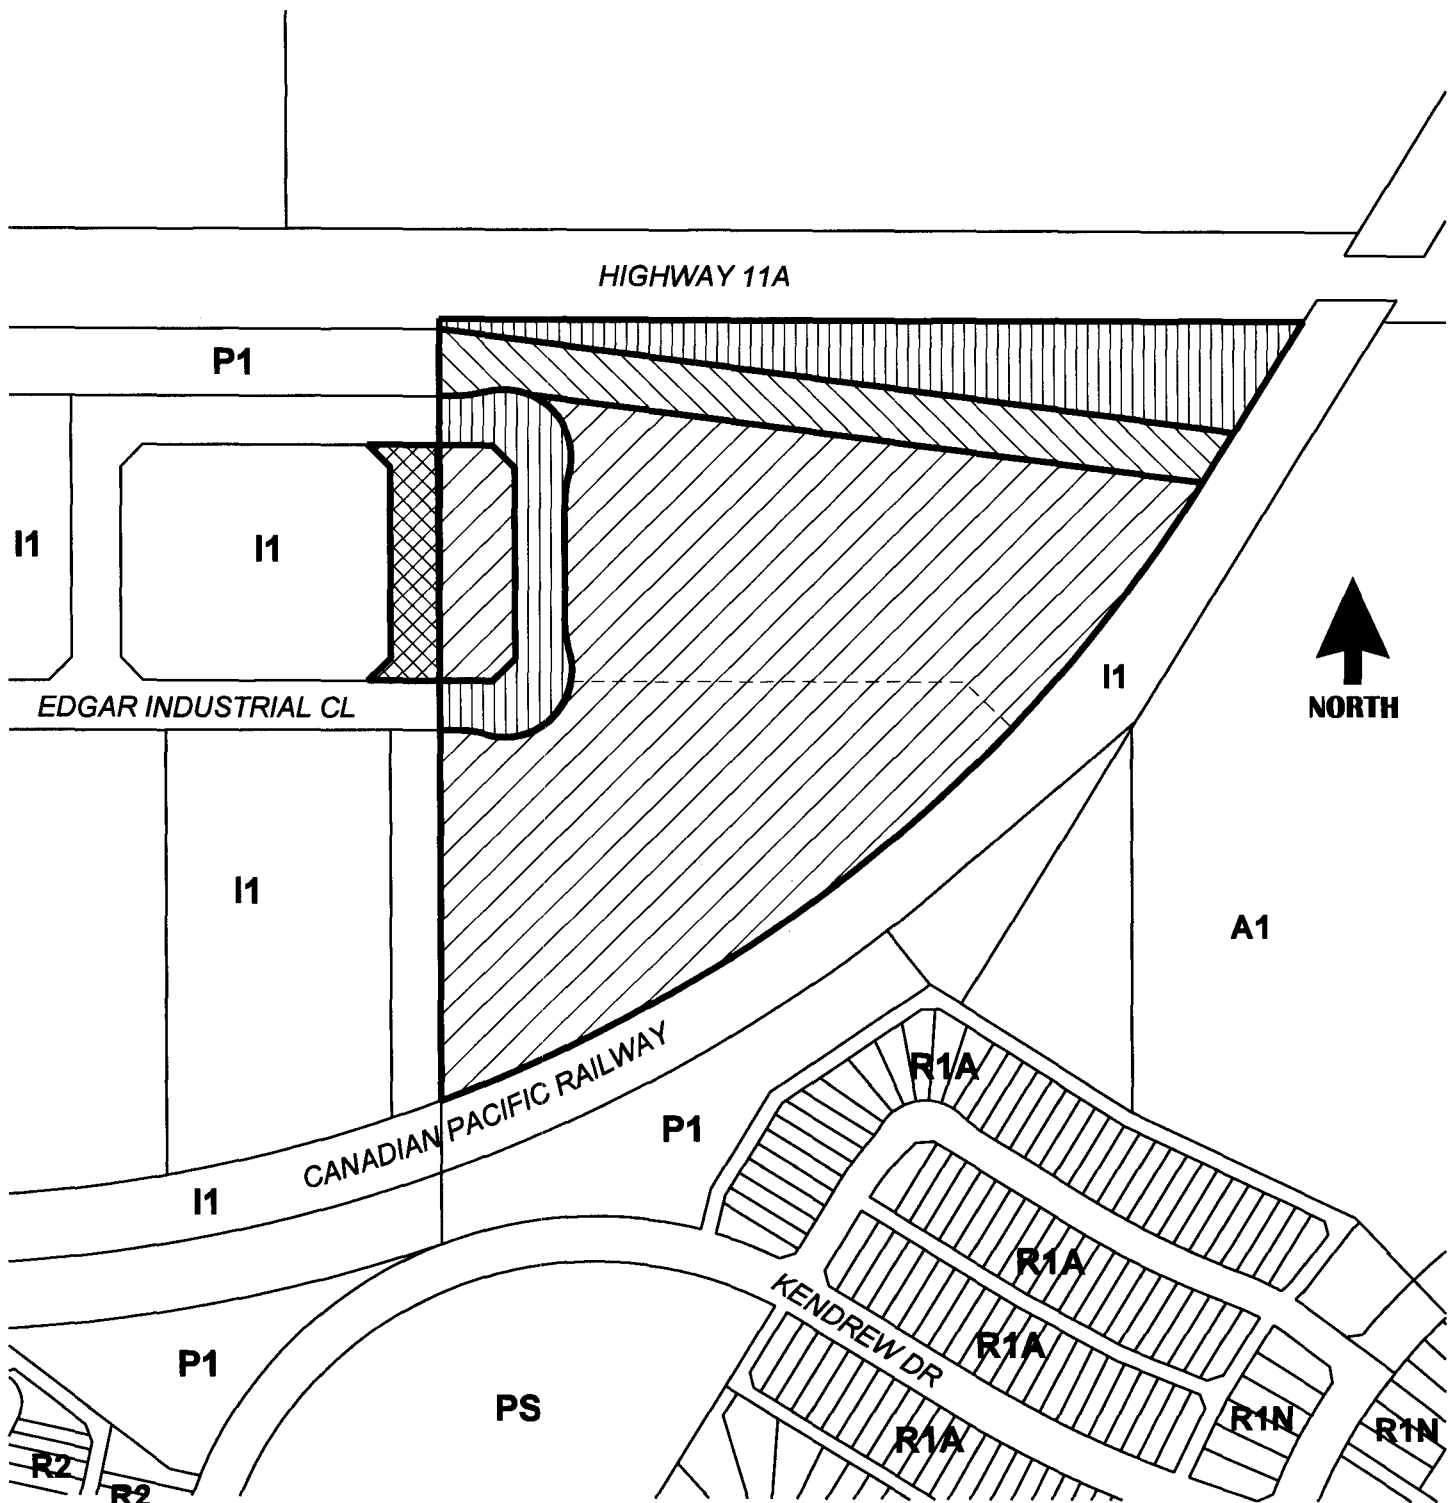 HIGHWAY 11A
P1
I1
I1
I1
NORTH
EDGAR INDUSTRIAL CL
I1
A1
R1A
CANADIAN PACIFIC RAILWAY
P1
I1
R1A
KENDREW DR
R1A
P1
PS
R1A
R1N
R1N
R2
R2